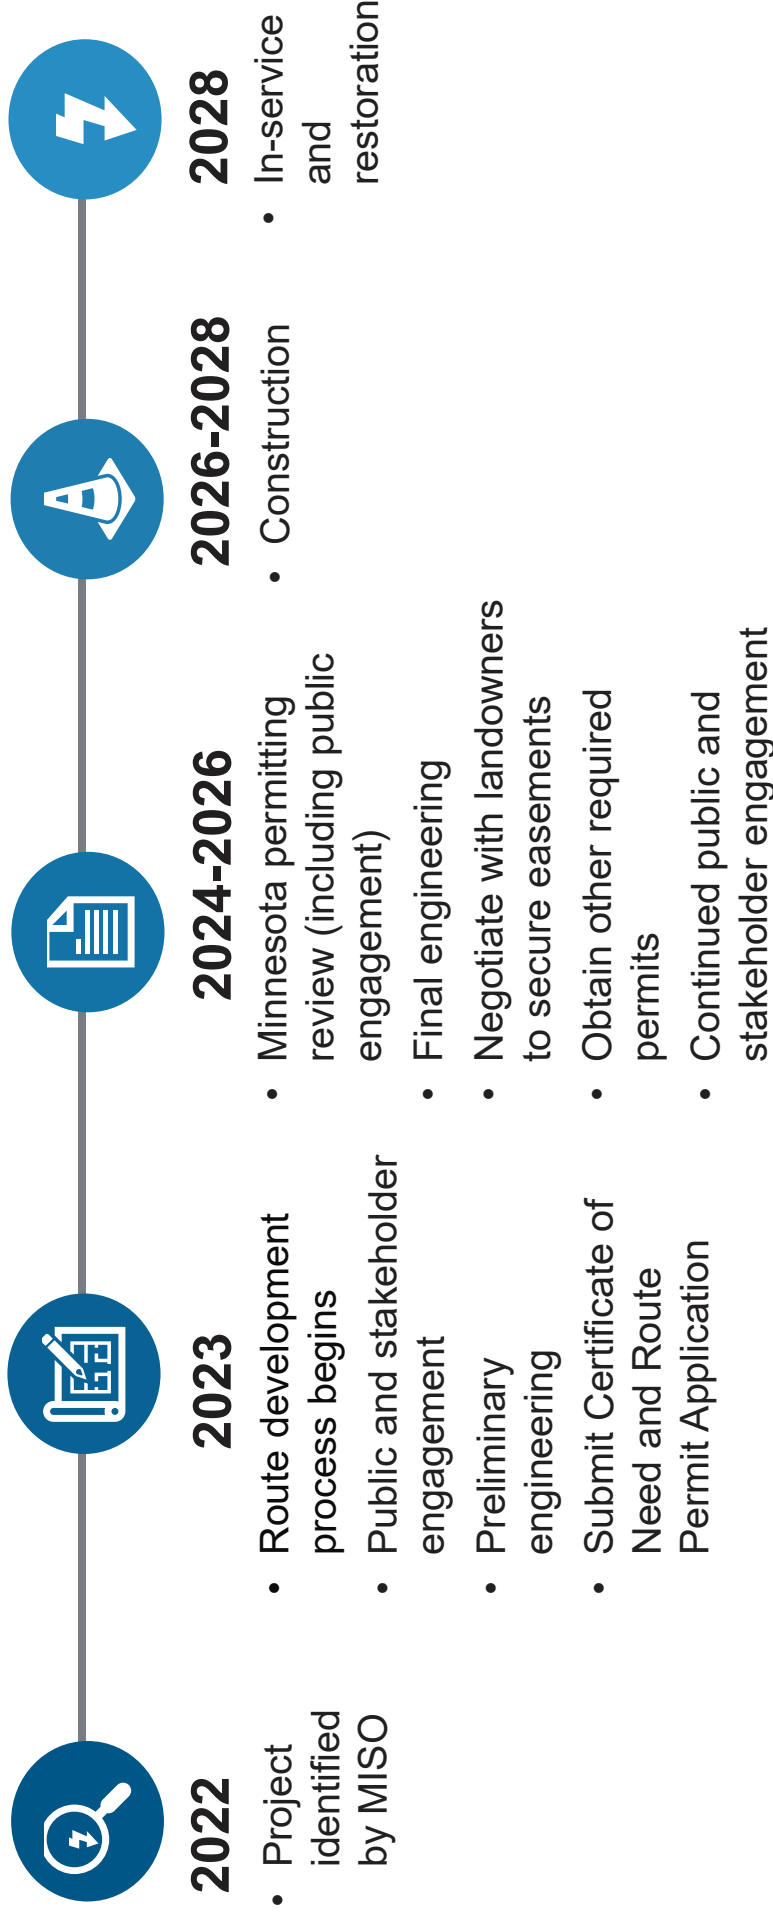 2022
• Project
identified
by MISO
2023
• Route development
process begins
• Public and stakeholder
engagement
• Preliminary
engineering
• Submit Certificate of
Need and Route
Permit Application
2024-2026
• Minnesota permitting
review (including public
engagement)
• Final engineering
• Negotiate with landowners
to secure easements
• Obtain other required
permits
• Continued public and
stakeholder engagement
2026-2028
• Construction
2028
• In-service
and
restoration